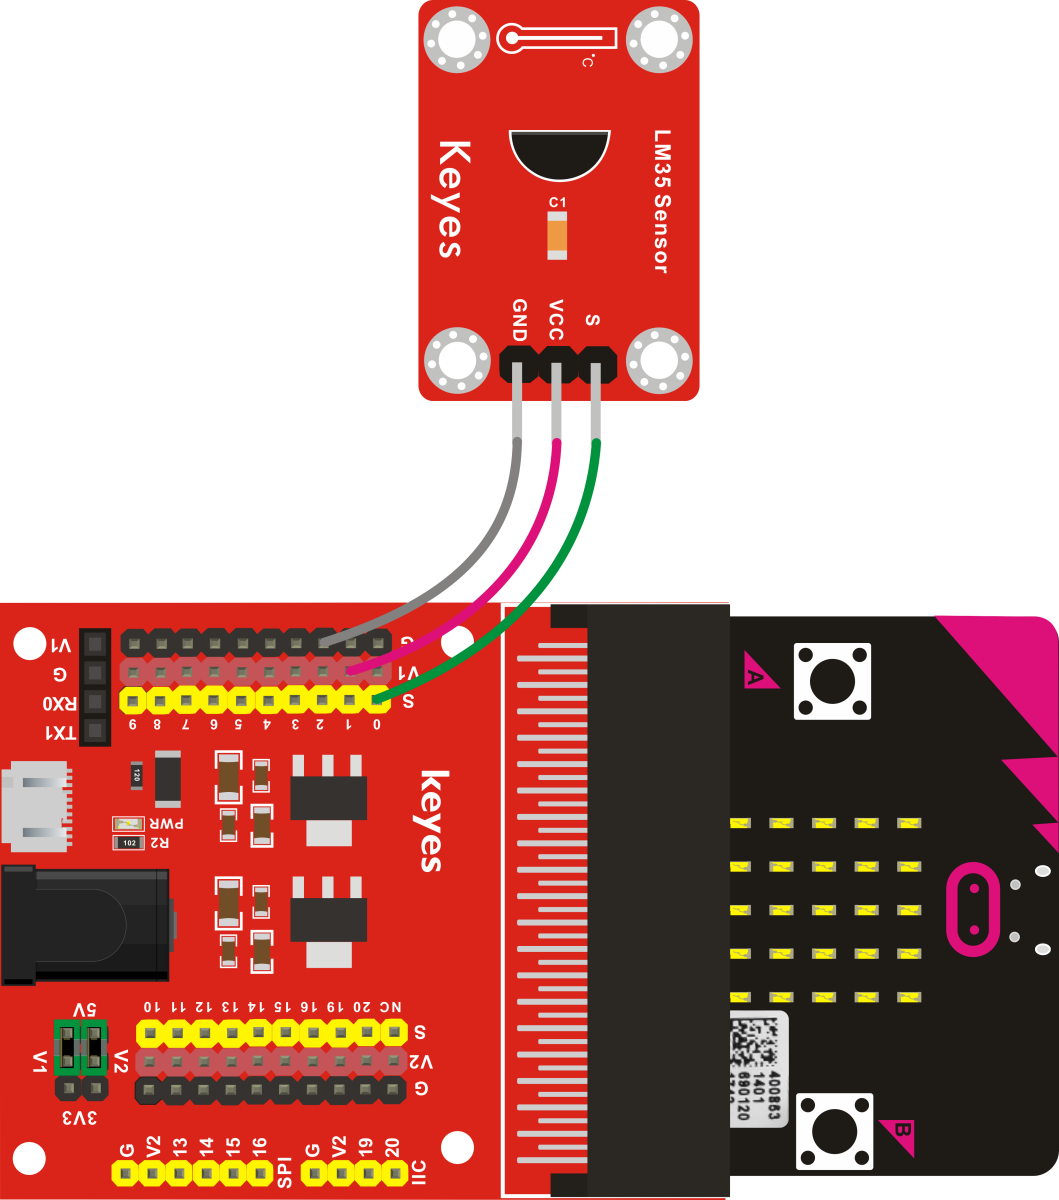 °C
LM35 Sensor
Keyes
C1
GND
VCC
S
V1
G
RX0
TX1
G
V1
S
9 8 7 6 5 4 3 2 1 0
A
keyes
120
PWR
102
R2
5V
V1
V2
3V3
10 11 12 13 14 15 16 19 20 NC
S
V2
G
G V2 13 14 15 16 SPI
G V2 19 20 IIC
400863
1401
690120
B